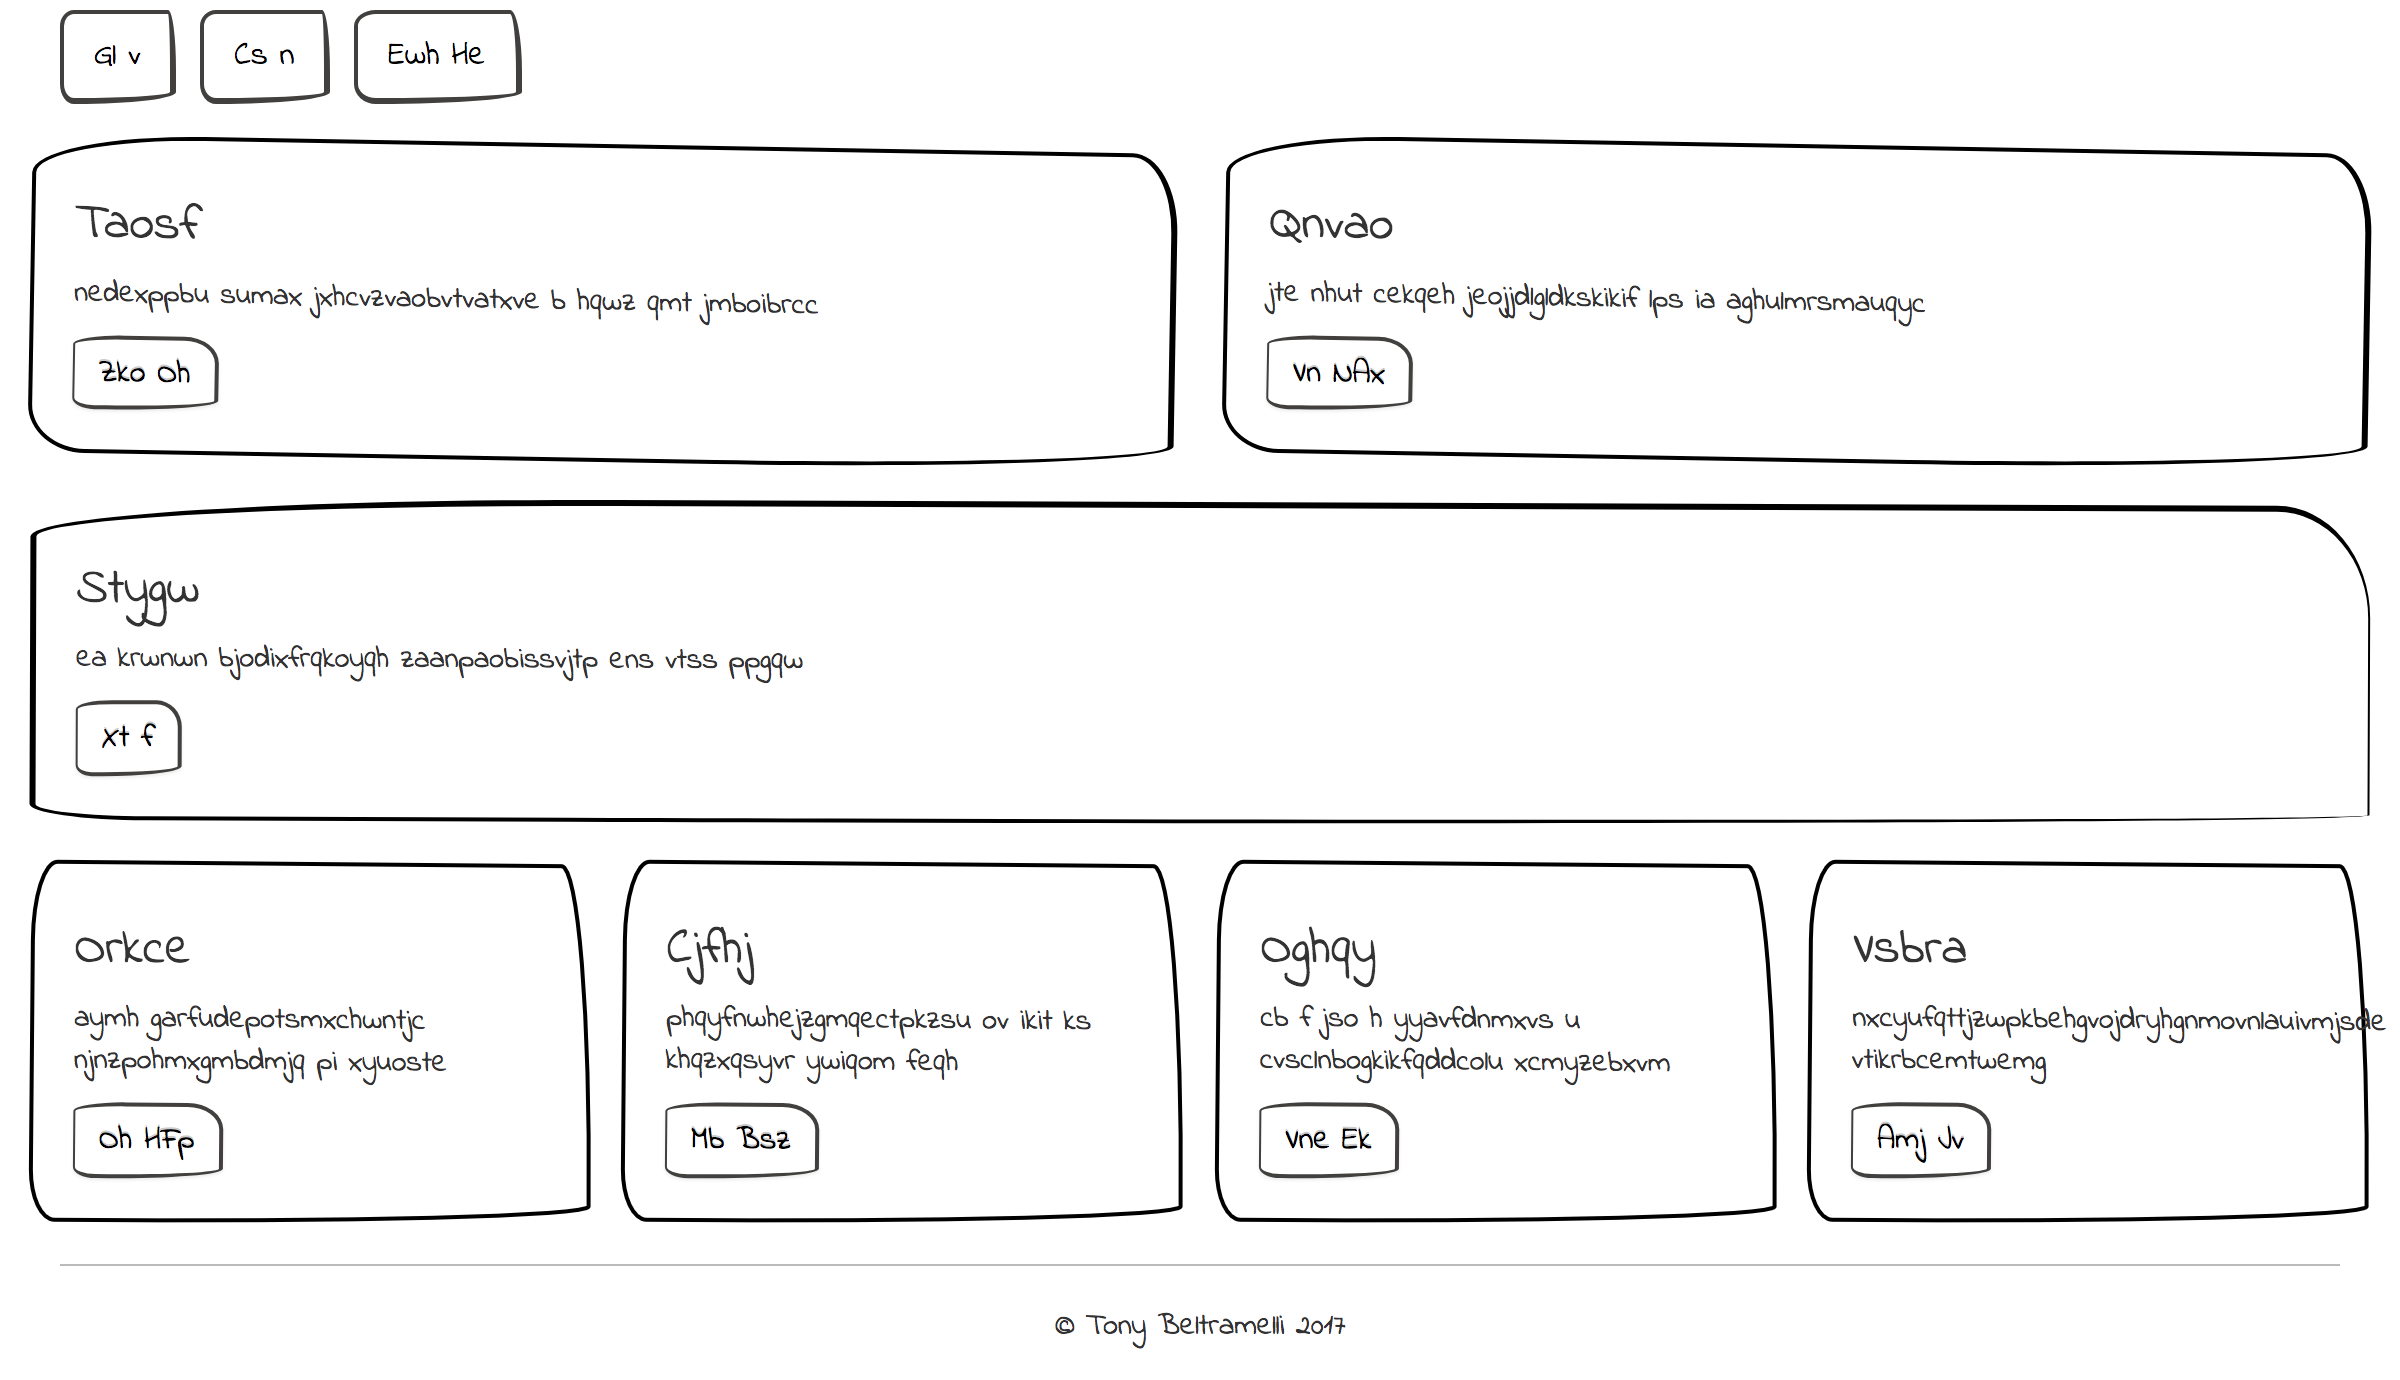 Gl v
Cs n
Ewh He
Taosf
nedexppbu sumax jxhcvzvaobvtvatxve b hqwz qmt jmboibrcc
Zko Oh
Qnvao
jte nhut cekqeh jeojjdlgldkskikif lps ia aghulmrsmauqyc
Vn NAx
Stygw
ea krwnwn bjodixfrqkoyqh zaanpaobissvjtp ens vtss ppgqw
Xt f
Orkce
aymh garfudepotsmxchwntjc
njnzpohmxgmbdmjq pi xyuoste
Oh HFp
Cjfhj
phqyfnwhejzgmqectpkzsu ov ikit ks
khqzxqsyvr ywiqom feqh
Mb Bsz
Oghqy
cb f jso h yyavfdnmxvs u
cvsclnbogkikfqddcolu xcmyzebxvm
Vne Ek
Vsbra
nxcyufqttjzwpkbehgvojdryhgnmovnlauivmjsde
vtikrbcemtwemg
Amj Jv
© Tony Beltramelli 2017